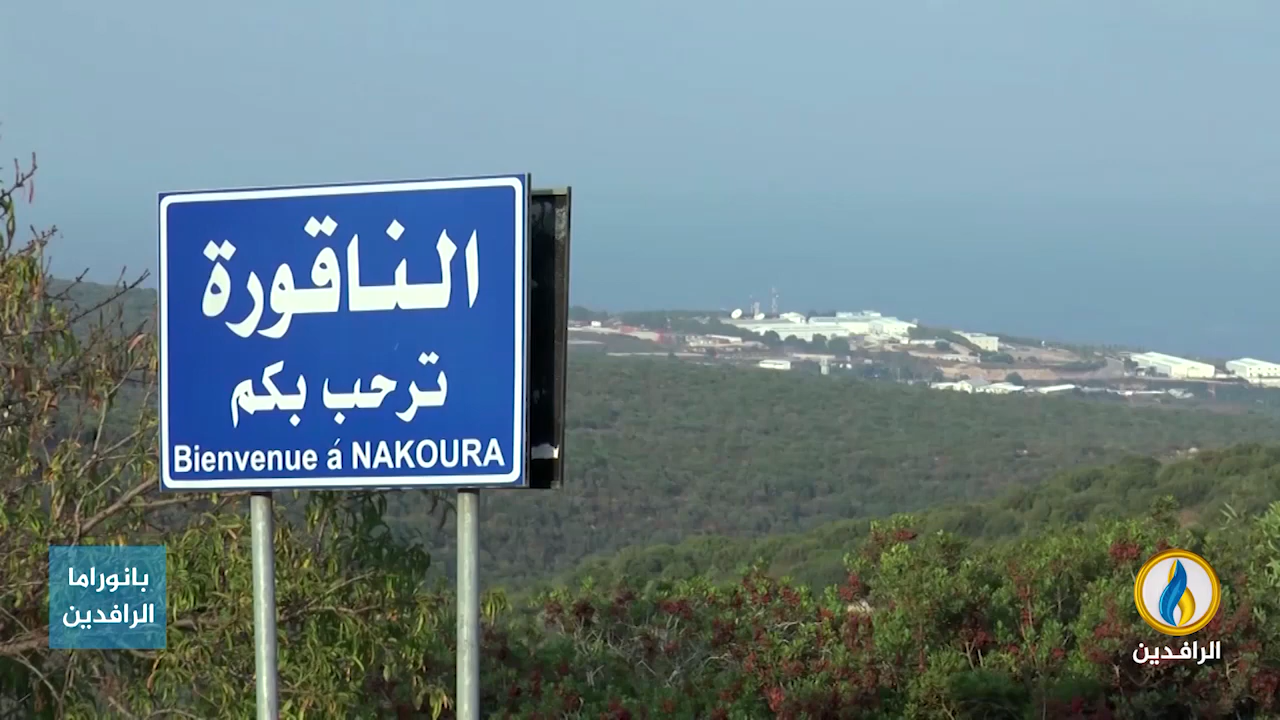 الناقورة
ترحب بكم
Bienvenue á NAKOURA
بانوراما
الرافدين
الرافدين